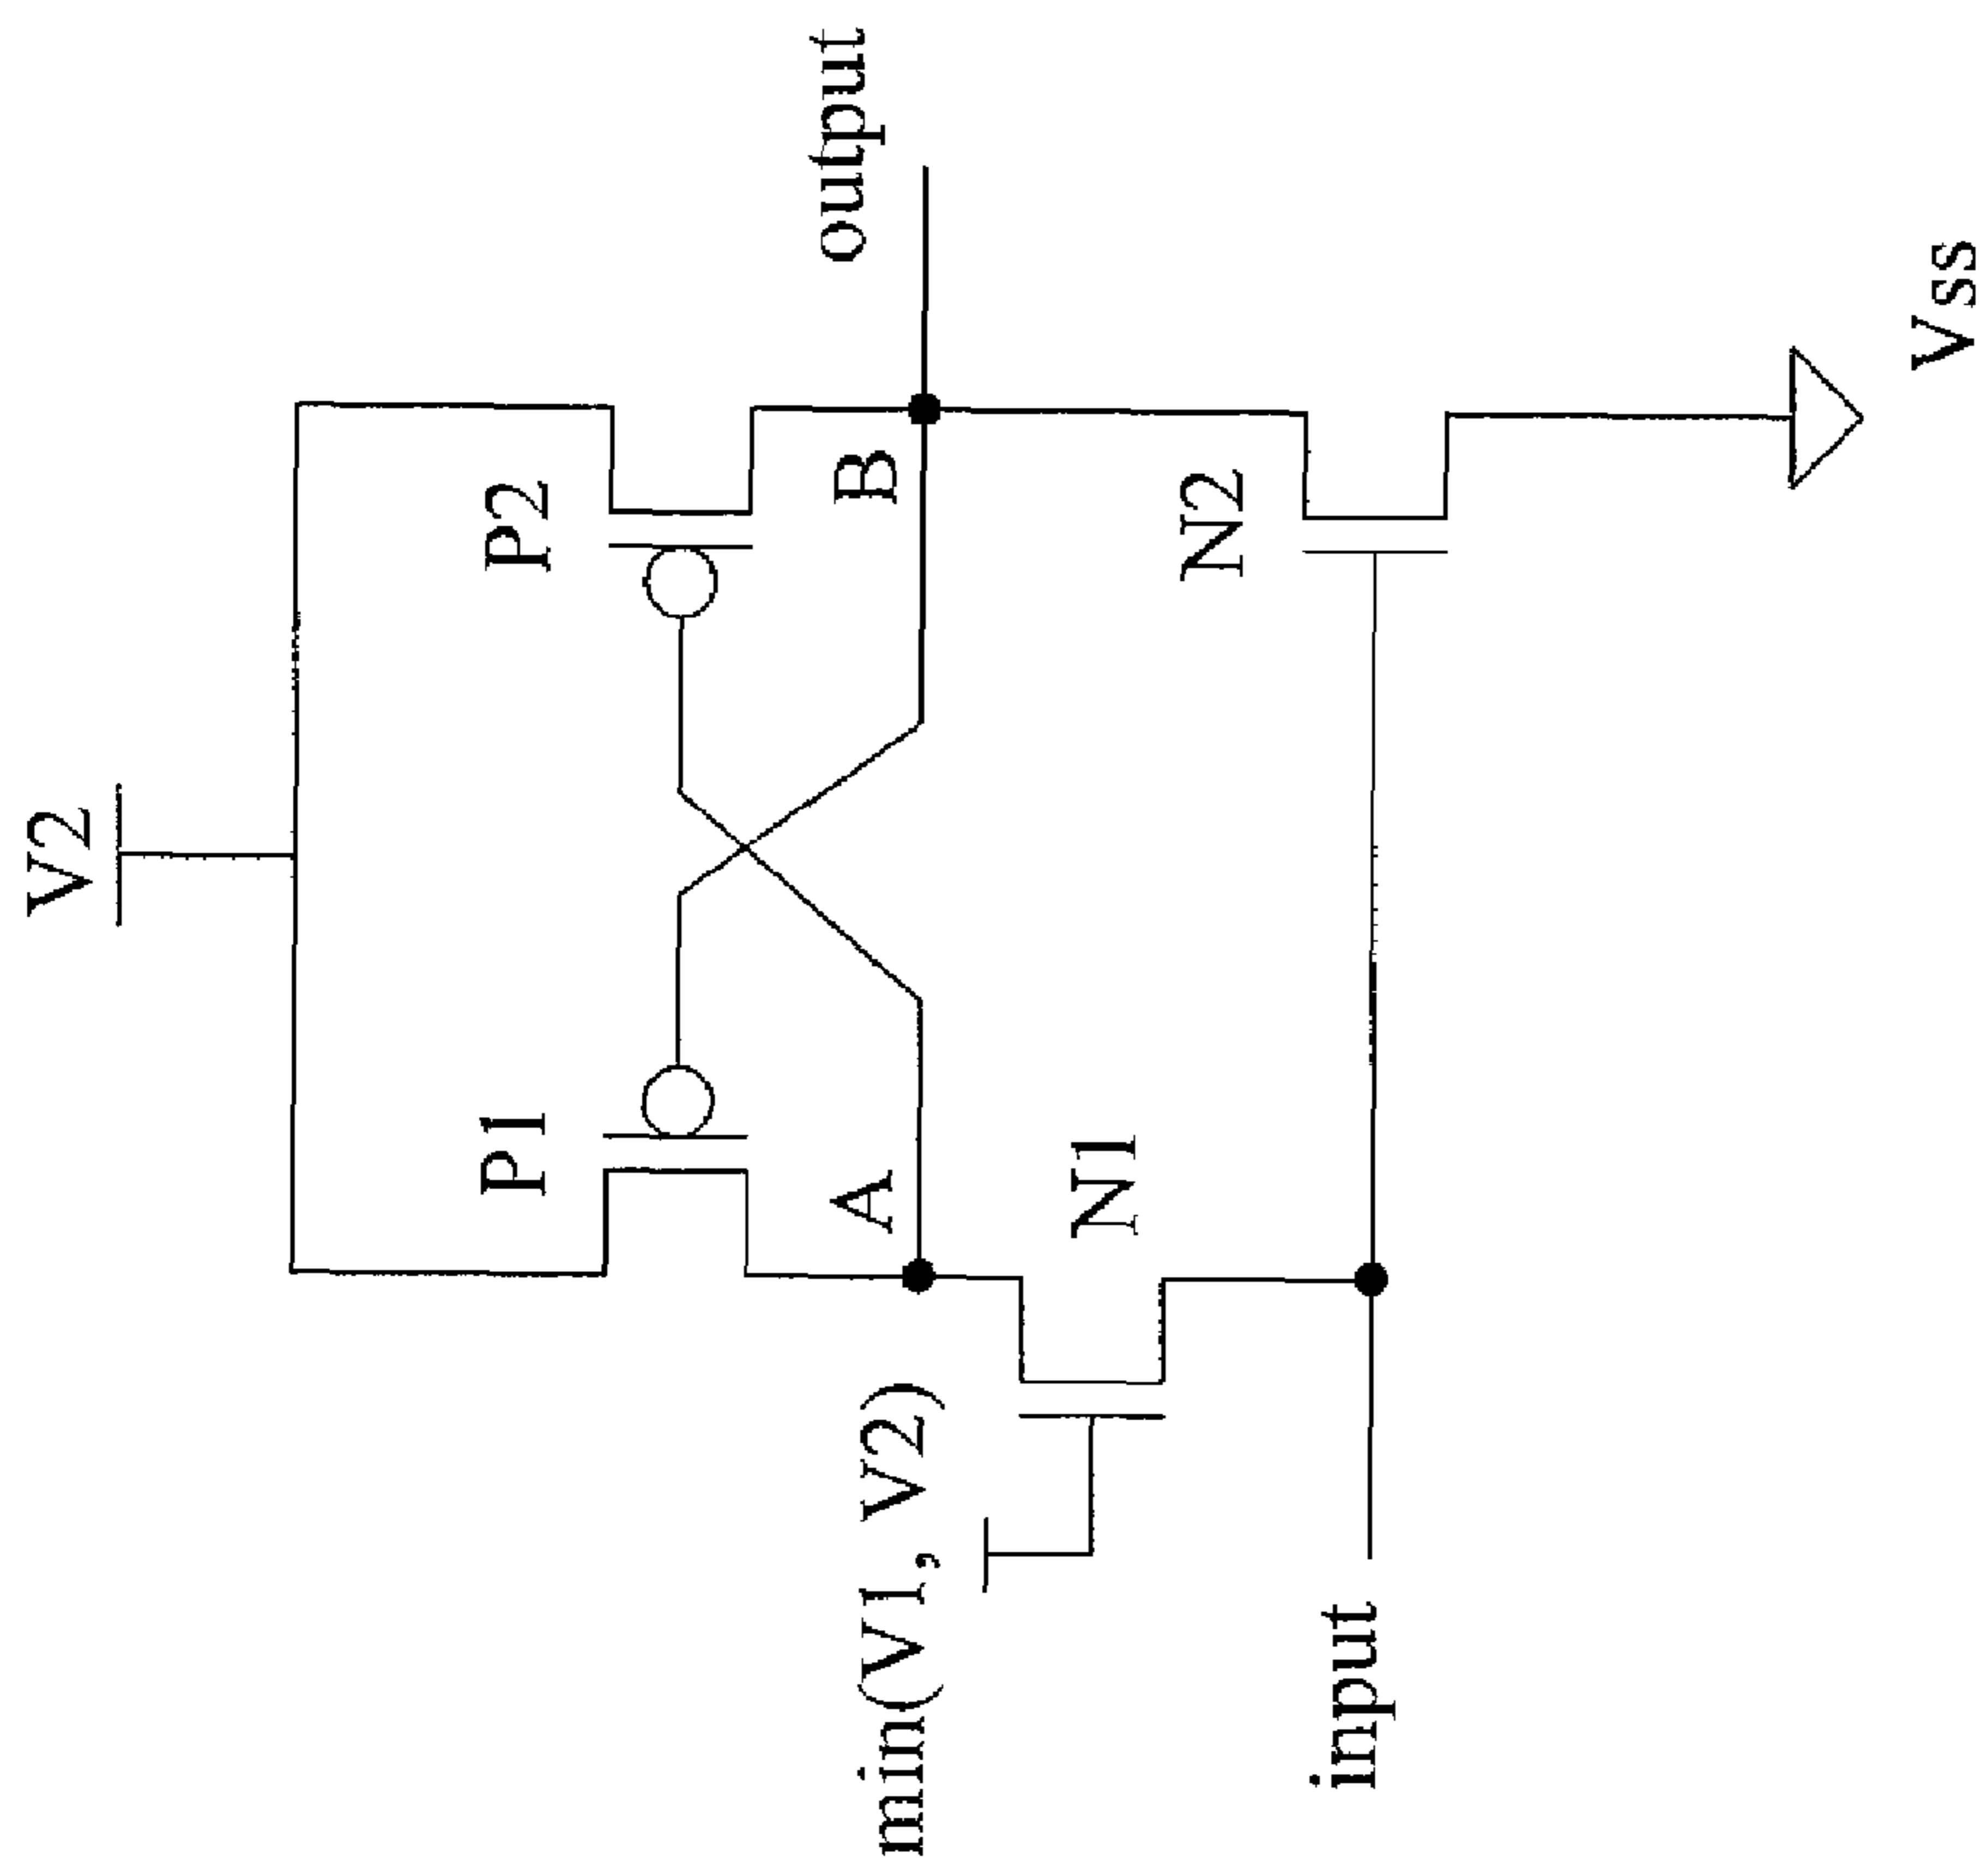 V2
P1
P2
A
B
output
min(V1, V2)
N1
N2
input
Vss